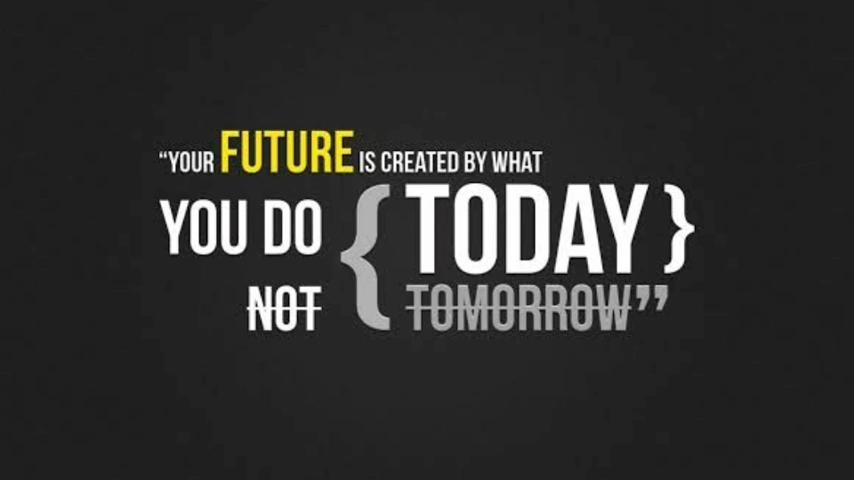 “YOUR FUTURE IS CREATED BY WHAT
YOU DO { TODAY }
NOT TOMORROW”